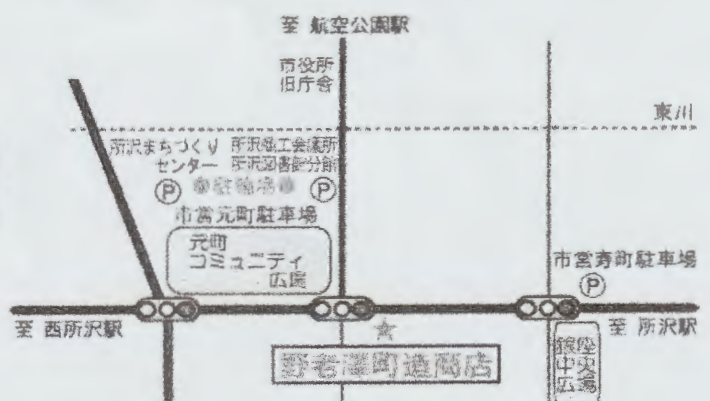 至 航空公園駅
市役所
旧庁舎
東川
所沢まちづくり
センター
所沢商工会議所
所沢図書館分館
Ⓟ
駐輪場
Ⓟ
市営元町駐車場
元町
コミュニティ
広場
市営寿町駐車場
Ⓟ
至 西所沢駅
★
至 所沢駅
野老澤町造商店
銀座
中央
広場